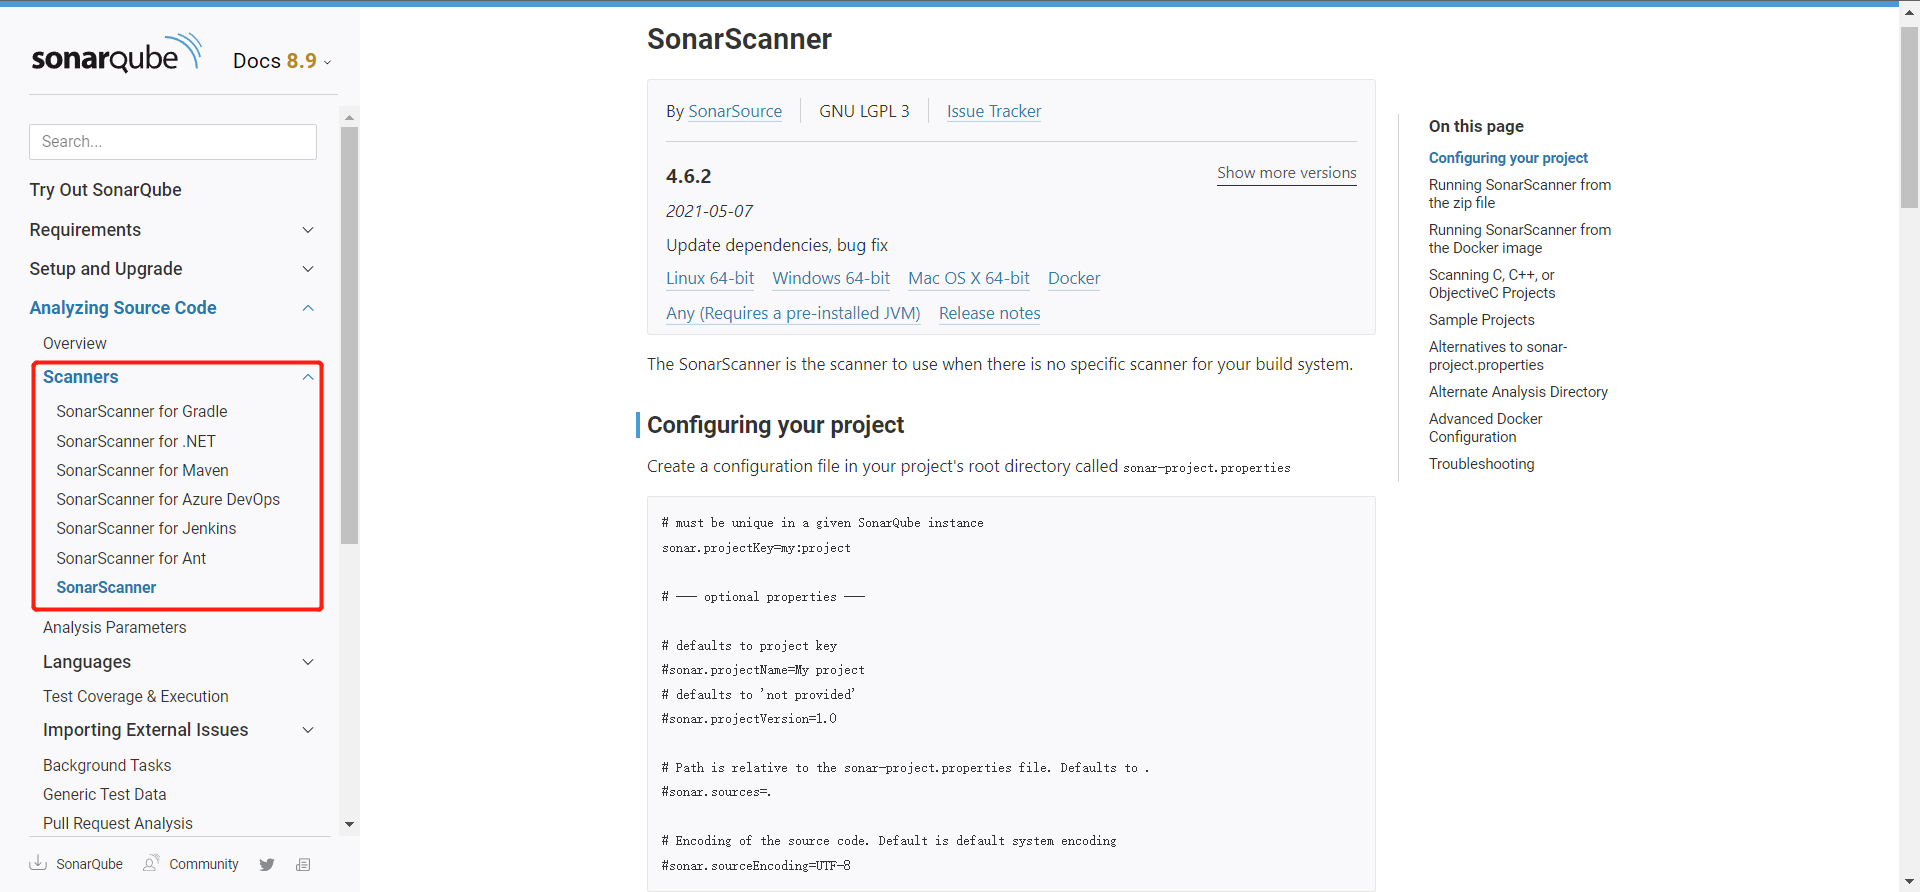 sonarqube Docs 8.9
Search...
Try Out SonarQube
Requirements
Setup and Upgrade
Analyzing Source Code
Overview
Scanners
SonarScanner for Gradle
SonarScanner for .NET
SonarScanner for Maven
SonarScanner for Azure DevOps
SonarScanner for Jenkins
SonarScanner for Ant
SonarScanner
Analysis Parameters
Languages
Test Coverage & Execution
Importing External Issues
Background Tasks
Generic Test Data
Pull Request Analysis
SonarQube Community
SonarScanner
By SonarSource GNU LGPL 3 Issue Tracker
4.6.2 Show more versions
2021-05-07
Update dependencies, bug fix
Linux 64-bit Windows 64-bit Mac OS X 64-bit Docker
Any (Requires a pre-installed JVM) Release notes
The SonarScanner is the scanner to use when there is no specific scanner for your build system.
Configuring your project
Create a configuration file in your project's root directory called sonar-project.properties
# must be unique in a given SonarQube instance
sonar.projectKey=my:project
# --- optional properties ---
# defaults to project key
#sonar.projectName=My project
# defaults to 'not provided'
#sonar.projectVersion=1.0
# Path is relative to the sonar-project.properties file. Defaults to .
#sonar.sources=.
# Encoding of the source code. Default is default system encoding
#sonar.sourceEncoding=UTF-8
On this page
Configuring your project
Running SonarScanner from
the zip file
Running SonarScanner from
the Docker image
Scanning C, C++, or
ObjectiveC Projects
Sample Projects
Alternatives to sonar-
project.properties
Alternate Analysis Directory
Advanced Docker
Configuration
Troubleshooting